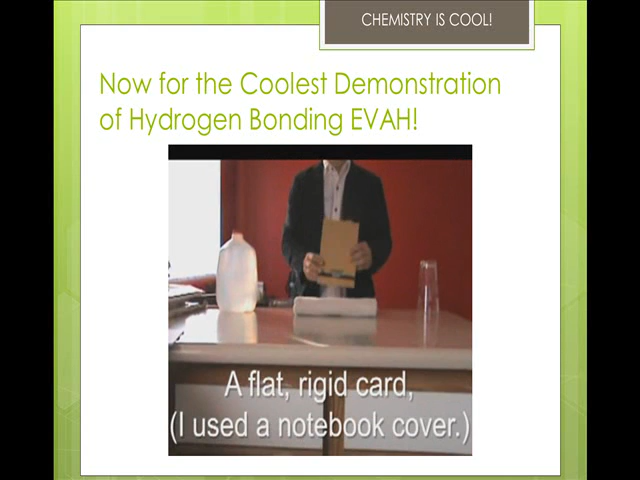 CHEMISTRY IS COOL!
Now for the Coolest Demonstration
of Hydrogen Bonding EVAH!
A flat, rigid card,
(I used a notebook cover.)